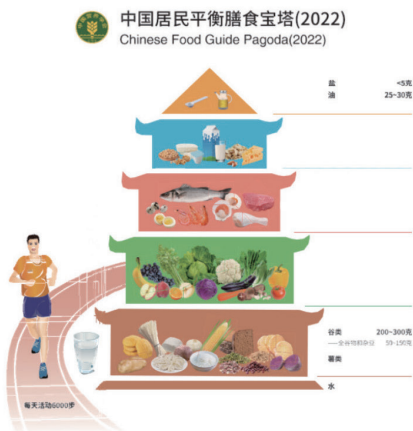 中国居民平衡膳食宝塔(2022)
Chinese Food Guide Pagoda(2022)
盐 <5克
油 25~30克
谷类 200~300克
——全谷物和杂豆 50~150克
薯类
水
每天活动6000步